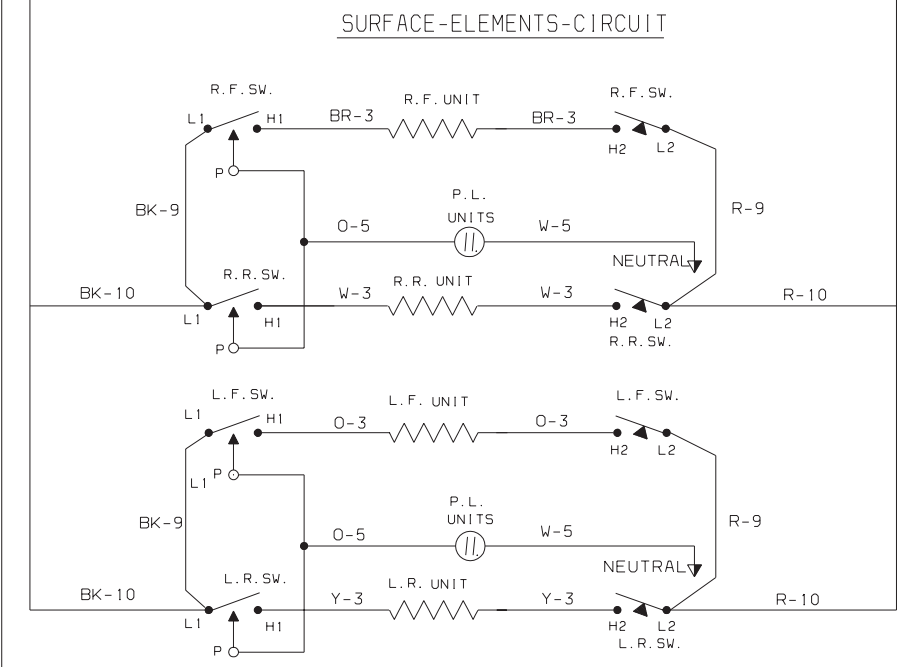 SURFACE-ELEMENTS-CIRCUIT
R.F.SW.
R.F. UNIT
R.F.SW.
L1
H1
BR-3
BR-3
H2
L2
P
BK-9
P.L.
UNITS
R-9
O-5
W-5
NEUTRAL
R.R.SW.
R.R. UNIT
BK-10
W-3
W-3
R-10
L1
H1
H2
L2
R.R.SW.
P
L.F.SW.
L.F. UNIT
L.F.SW.
L1
H1
O-3
O-3
H2
L2
P
L1
BK-9
P.L.
UNITS
R-9
O-5
W-5
NEUTRAL
L.R.SW.
L.R. UNIT
BK-10
Y-3
Y-3
R-10
L1
H1
H2
L2
L.R.SW.
P